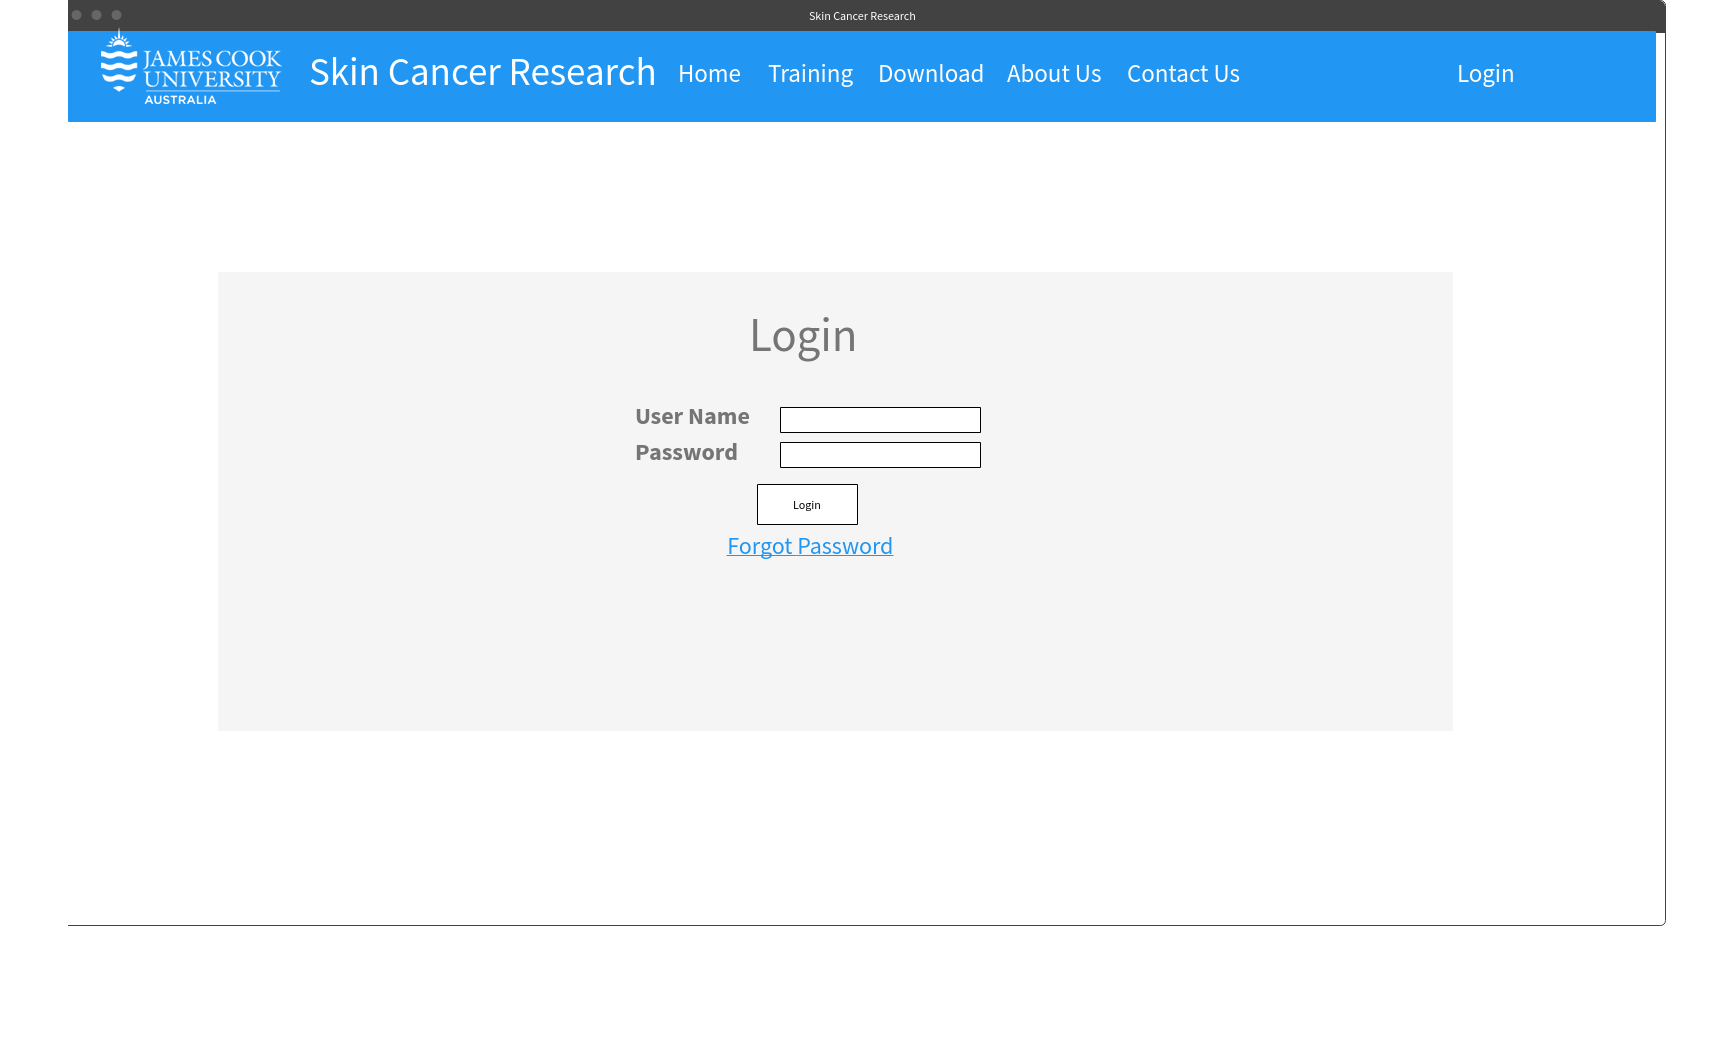 Skin Cancer Research
JAMES COOK
UNIVERSITY
AUSTRALIA
Skin Cancer Research Home Training Download About Us Contact Us Login
Login
User Name
Password
Login
Forgot Password